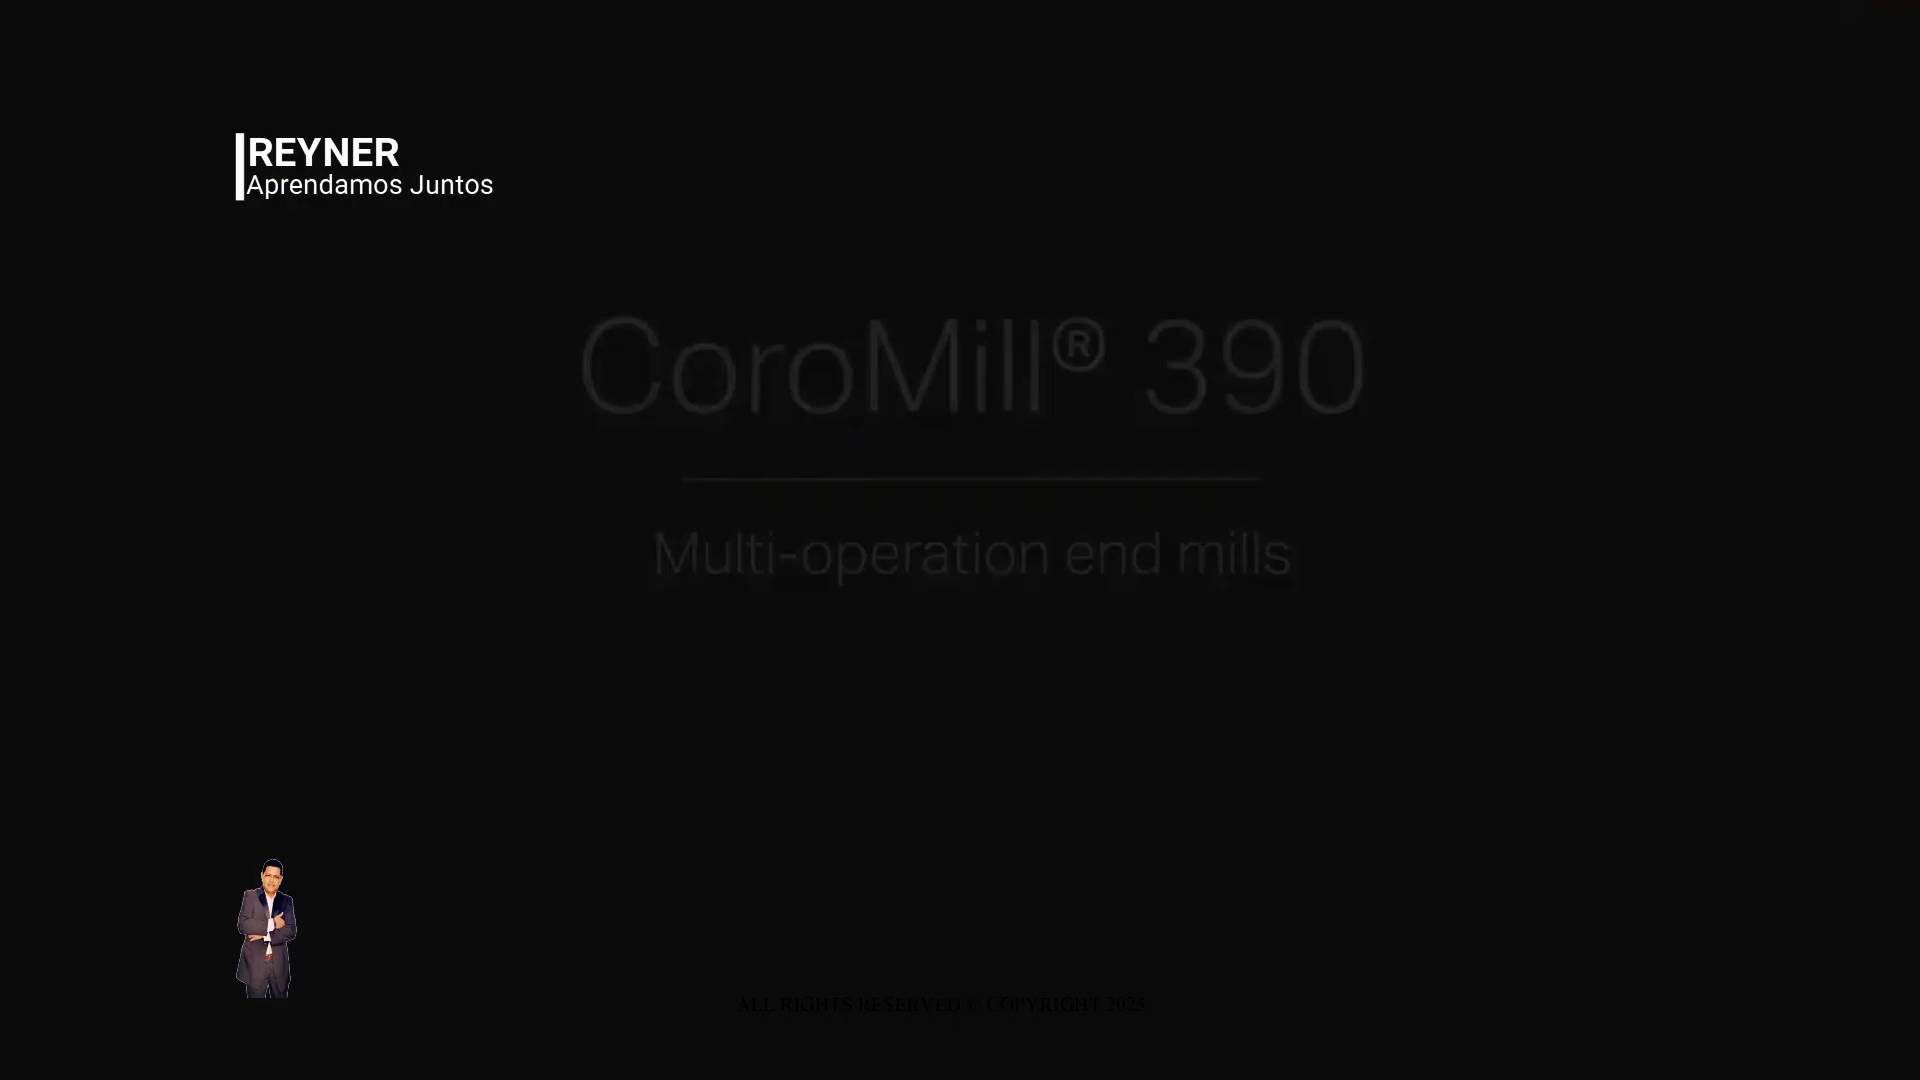 REYNER
Aprendamos Juntos
CoroMill® 390
Multi-operation end mills
ALL RIGHTS RESERVED © COPYRIGHT 2025